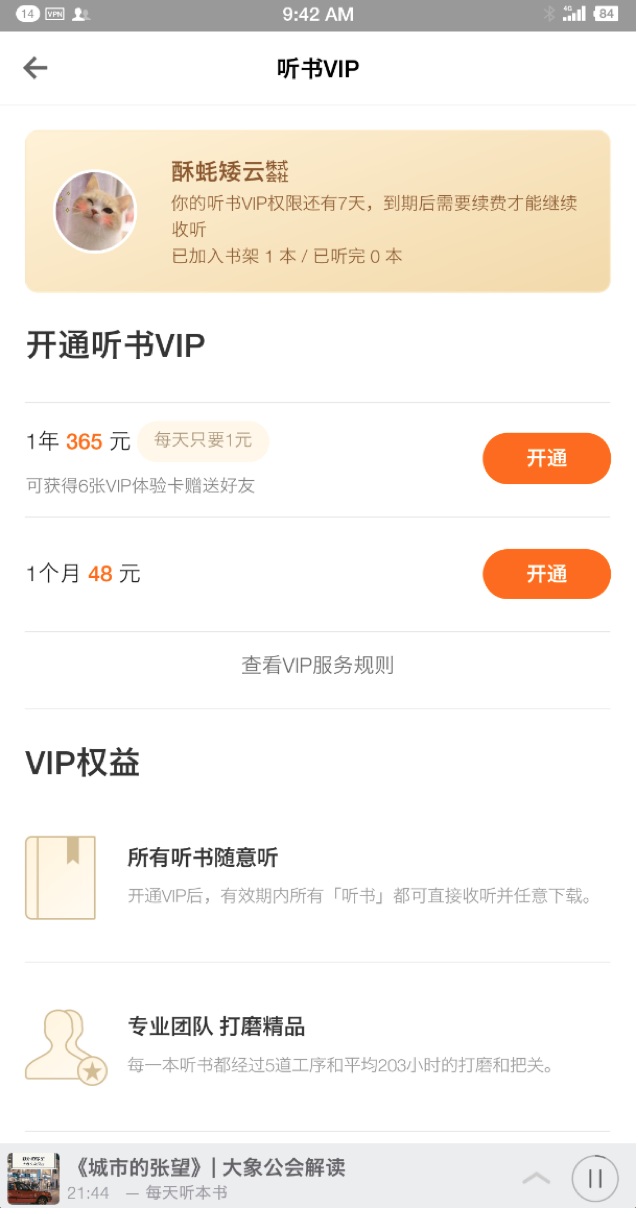 14 VPN 9:42 AM 4G 84
听书VIP
酥蚝矮云株式会社
你的听书VIP权限还有7天，到期后需要续费才能继续
收听
已加入书架 1 本 / 已听完 0 本
开通听书VIP
1年 365 元 每天只要1元
开通
可获得6张VIP体验卡赠送好友
1个月 48 元
开通
查看VIP服务规则
VIP权益
所有听书随意听
开通VIP后，有效期内所有「听书」都可直接收听并任意下载。
专业团队 打磨精品
每一本听书都经过5道工序和平均203小时的打磨和把关。
《城市的张望》| 大象公会解读
21:44 — 每天听本书